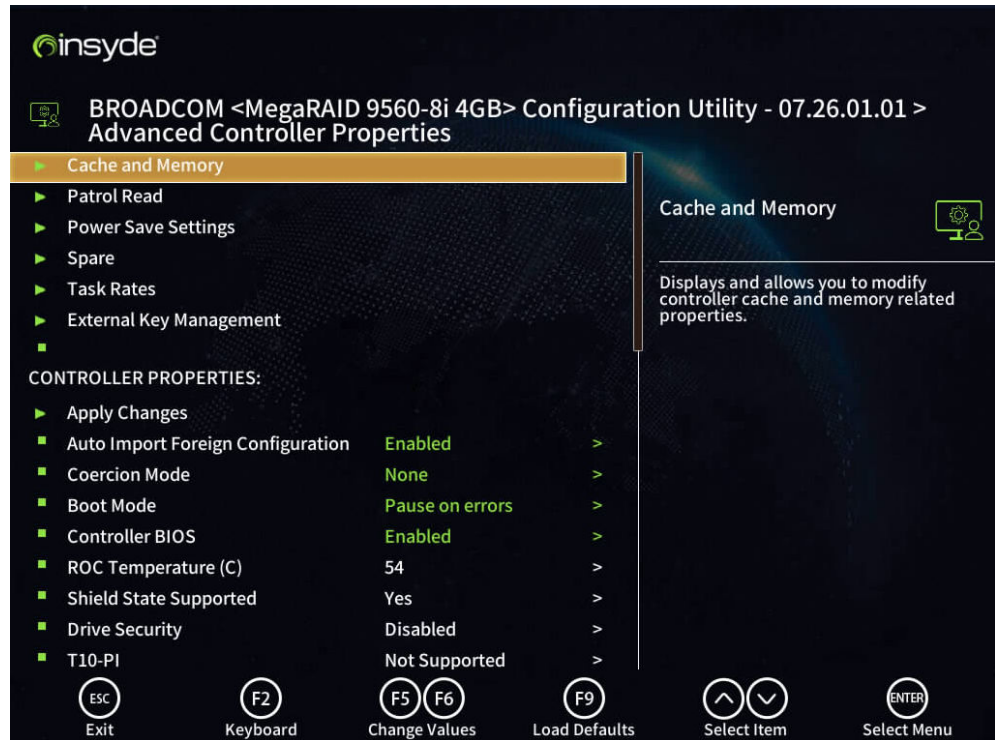 insyde
BROADCOM <MegaRAID 9560-8i 4GB> Configuration Utility - 07.26.01.01 >
Advanced Controller Properties
Cache and Memory
Patrol Read
Power Save Settings
Spare
Task Rates
External Key Management
CONTROLLER PROPERTIES:
Apply Changes
Auto Import Foreign Configuration Enabled >
Coercion Mode None >
Boot Mode Pause on errors >
Controller BIOS Enabled >
ROC Temperature (C) 54 >
Shield State Supported Yes >
Drive Security Disabled >
T10-PI Not Supported >
Cache and Memory
Displays and allows you to modify
controller cache and memory related
properties.
ESC F2 F5 F6 F9 ENTER
Exit Keyboard Change Values Load Defaults Select Item Select Menu